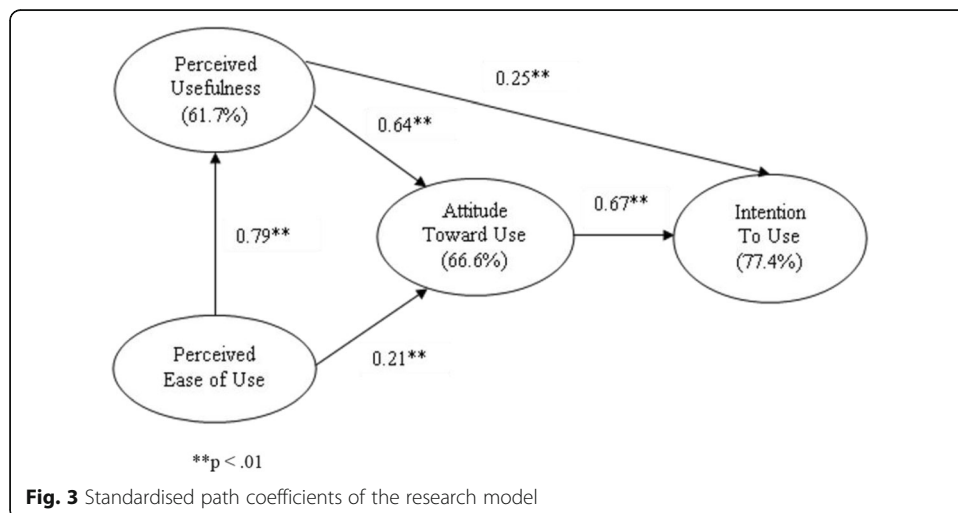 Perceived
Usefulness
(61.7%)
0.25**
0.64**
Attitude
Toward Use
(66.6%)
0.67**
Intention
To Use
(77.4%)
0.79**
Perceived
Ease of Use
0.21**
**p < .01
Fig. 3 Standardised path coefficients of the research model